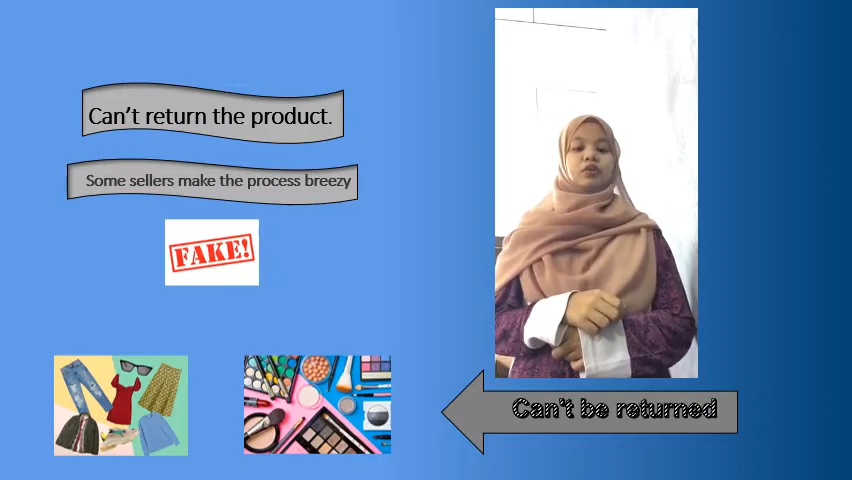 Can't return the product.
Some sellers make the process breezy
FAKE!
Can't be returned